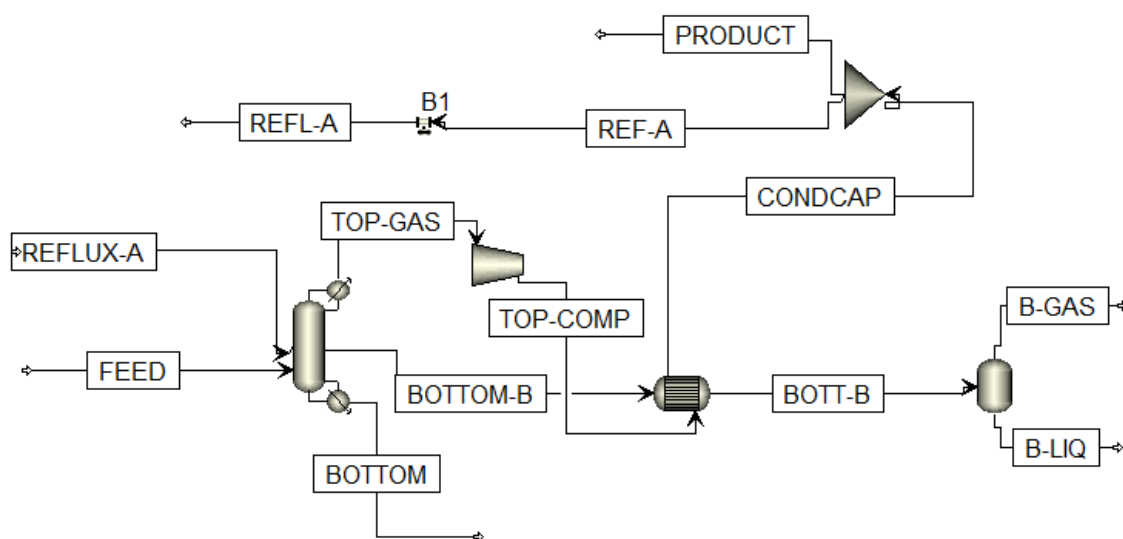 PRODUCT
B1
REFL-A
REF-A
CONDCAP
TOP-GAS
REFLUX-A
TOP-COMP
B-GAS
FEED
BOTTOM-B
BOTT-B
B-LIQ
BOTTOM